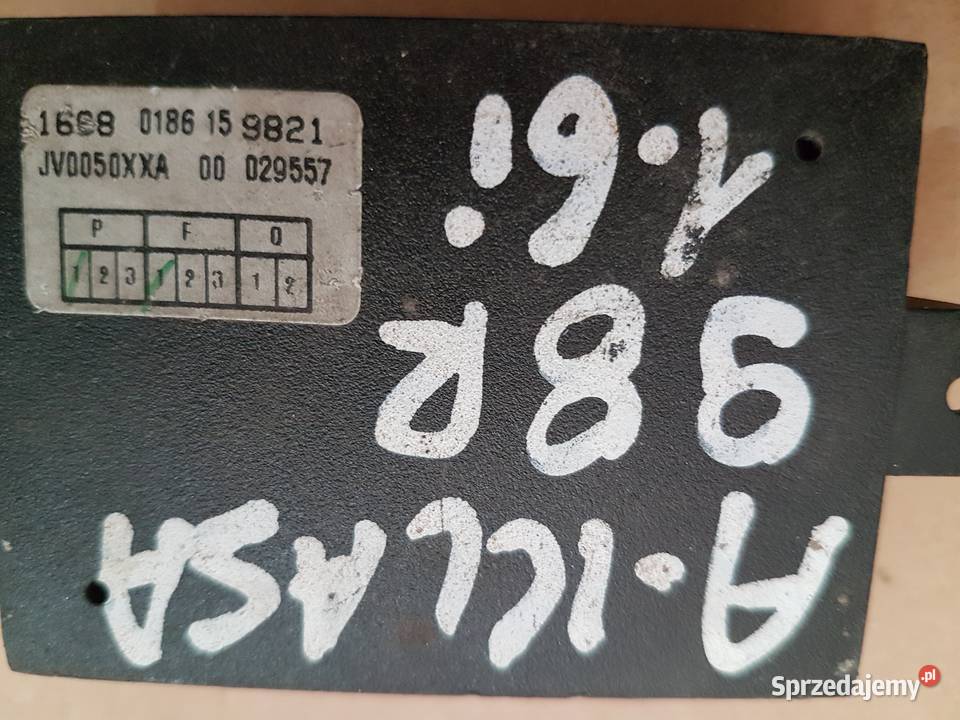 1688 0186 15 9821
JV0050XXA 00 029557
P F Q
1 2 3 1 2 3 1 2
A-KLASA
98R
1.6i
Sprzedajemy.pl